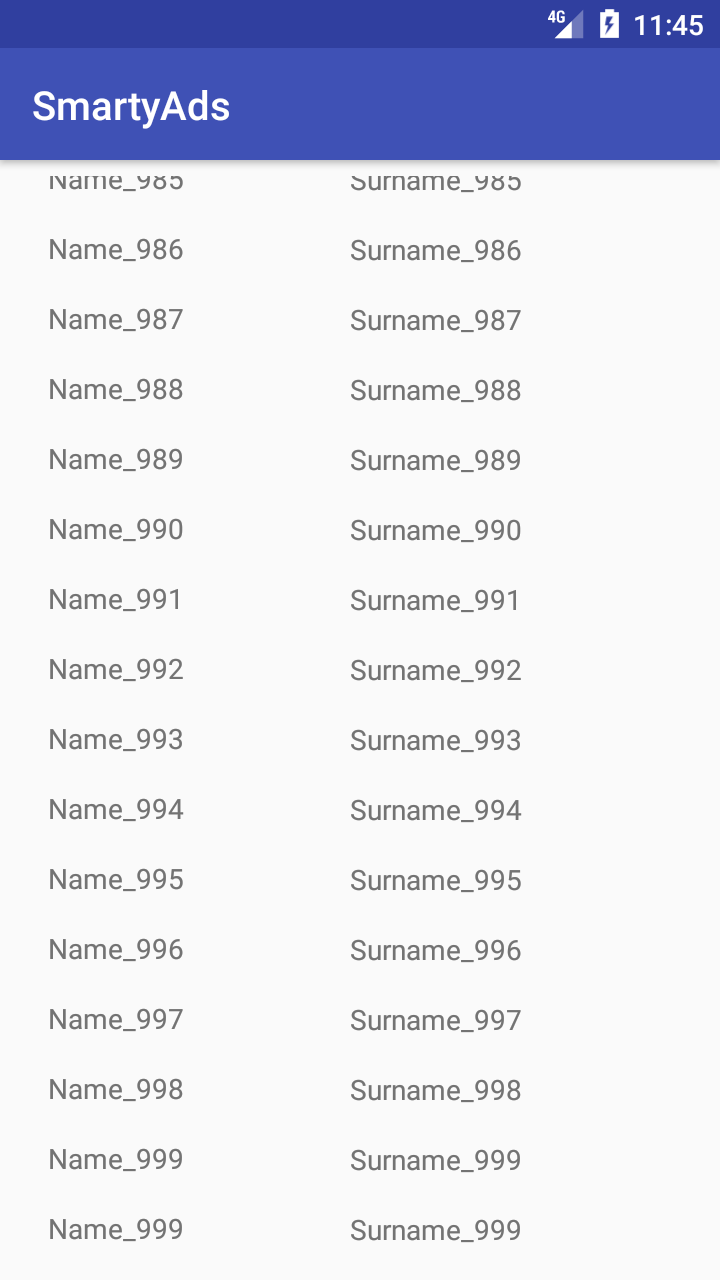 4G 11:45
SmartyAds
Name_985 Surname_985
Name_986 Surname_986
Name_987 Surname_987
Name_988 Surname_988
Name_989 Surname_989
Name_990 Surname_990
Name_991 Surname_991
Name_992 Surname_992
Name_993 Surname_993
Name_994 Surname_994
Name_995 Surname_995
Name_996 Surname_996
Name_997 Surname_997
Name_998 Surname_998
Name_999 Surname_999
Name_999 Surname_999